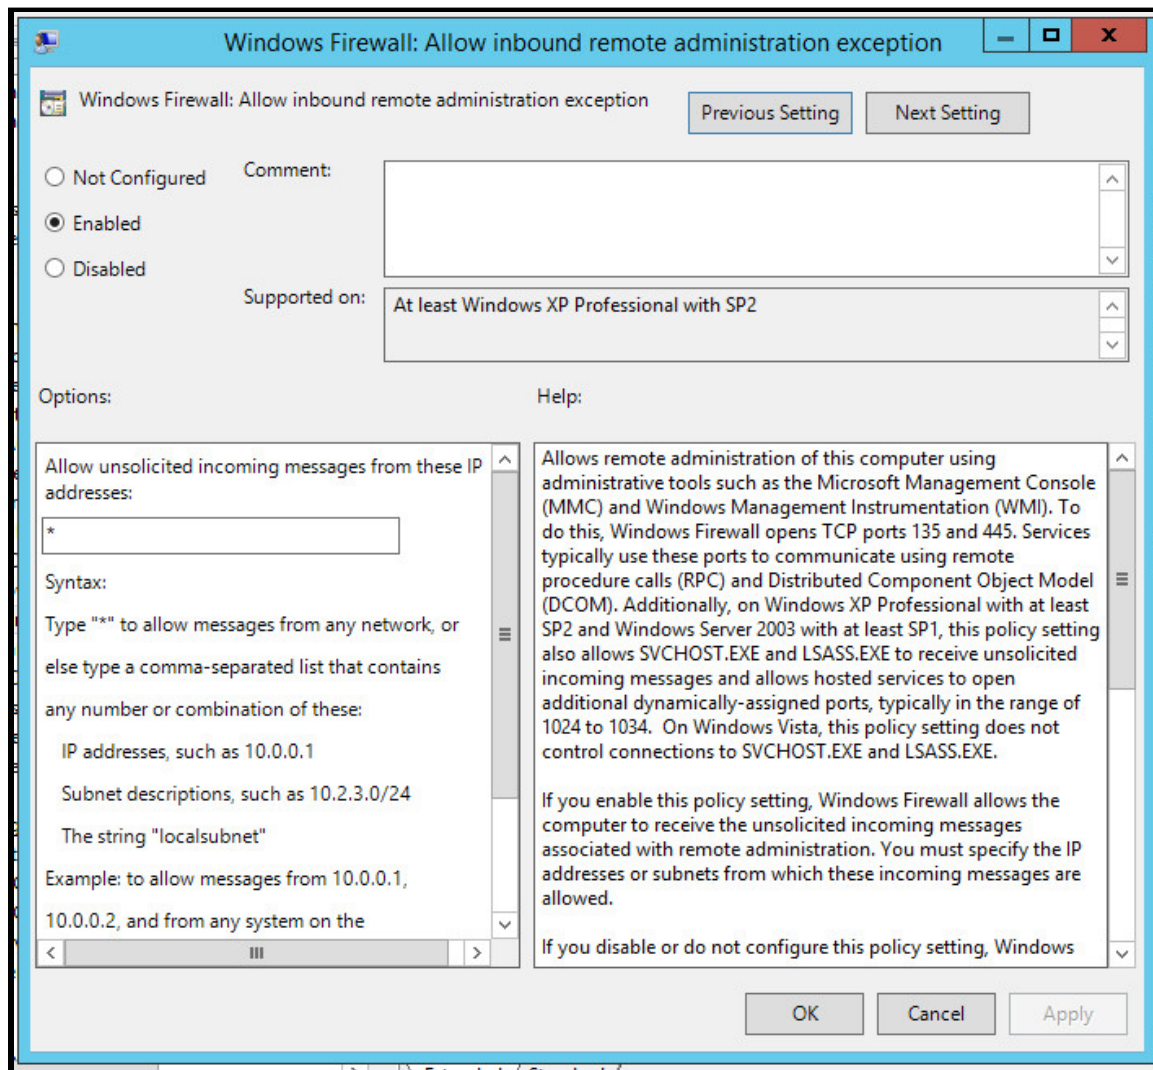 Windows Firewall: Allow inbound remote administration exception
Windows Firewall: Allow inbound remote administration exception
Previous Setting
Next Setting
Not Configured
Enabled
Disabled
Comment:
Supported on:
At least Windows XP Professional with SP2
Options:
Help:
Allow unsolicited incoming messages from these IP
addresses:
*
Syntax:
Type "*" to allow messages from any network, or
else type a comma-separated list that contains
any number or combination of these:
IP addresses, such as 10.0.0.1
Subnet descriptions, such as 10.2.3.0/24
The string "localsubnet"
Example: to allow messages from 10.0.0.1,
10.0.0.2, and from any system on the
Allows remote administration of this computer using
administrative tools such as the Microsoft Management Console
(MMC) and Windows Management Instrumentation (WMI). To
do this, Windows Firewall opens TCP ports 135 and 445. Services
typically use these ports to communicate using remote
procedure calls (RPC) and Distributed Component Object Model
(DCOM). Additionally, on Windows XP Professional with at least
SP2 and Windows Server 2003 with at least SP1, this policy setting
also allows SVCHOST.EXE and LSASS.EXE to receive unsolicited
incoming messages and allows hosted services to open
additional dynamically-assigned ports, typically in the range of
1024 to 1034.  On Windows Vista, this policy setting does not
control connections to SVCHOST.EXE and LSASS.EXE.
If you enable this policy setting, Windows Firewall allows the
computer to receive the unsolicited incoming messages
associated with remote administration. You must specify the IP
addresses or subnets from which these incoming messages are
allowed.
If you disable or do not configure this policy setting, Windows
OK
Cancel
Apply